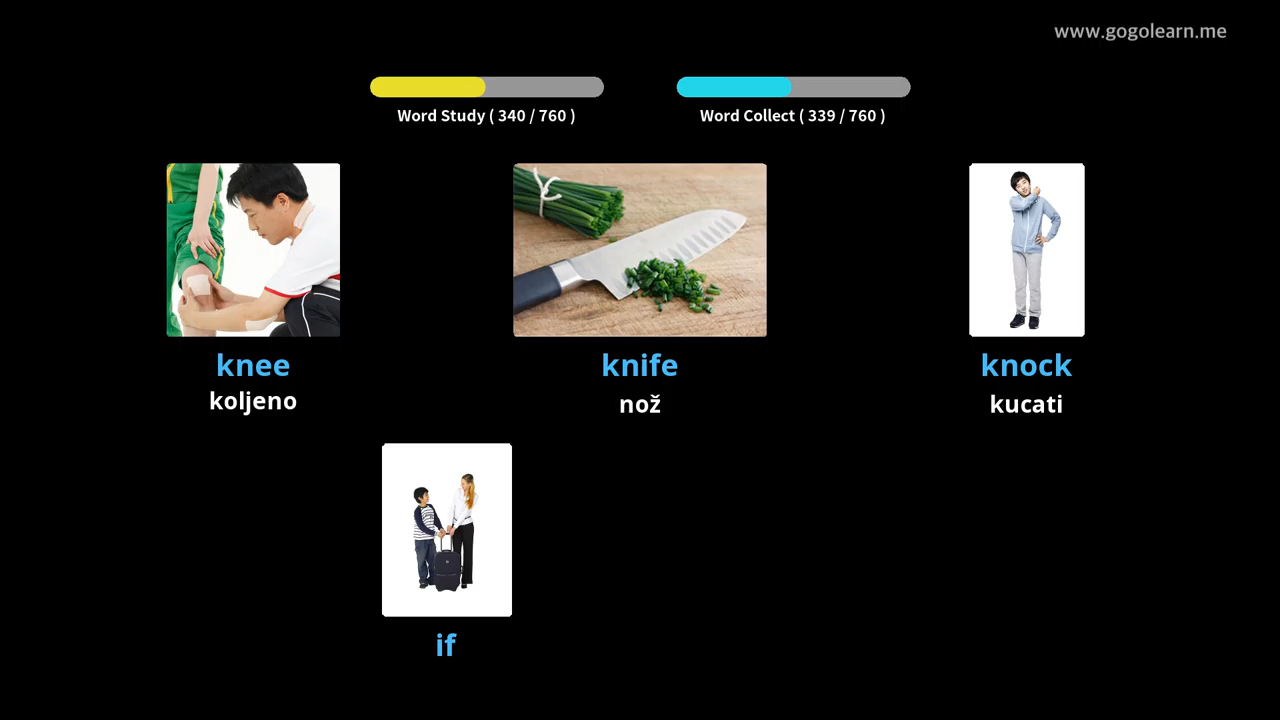 www.gogolearn.me
Word Study ( 340 / 760 )
Word Collect ( 339 / 760 )
knee
koljeno
knife
nož
knock
kucati
if